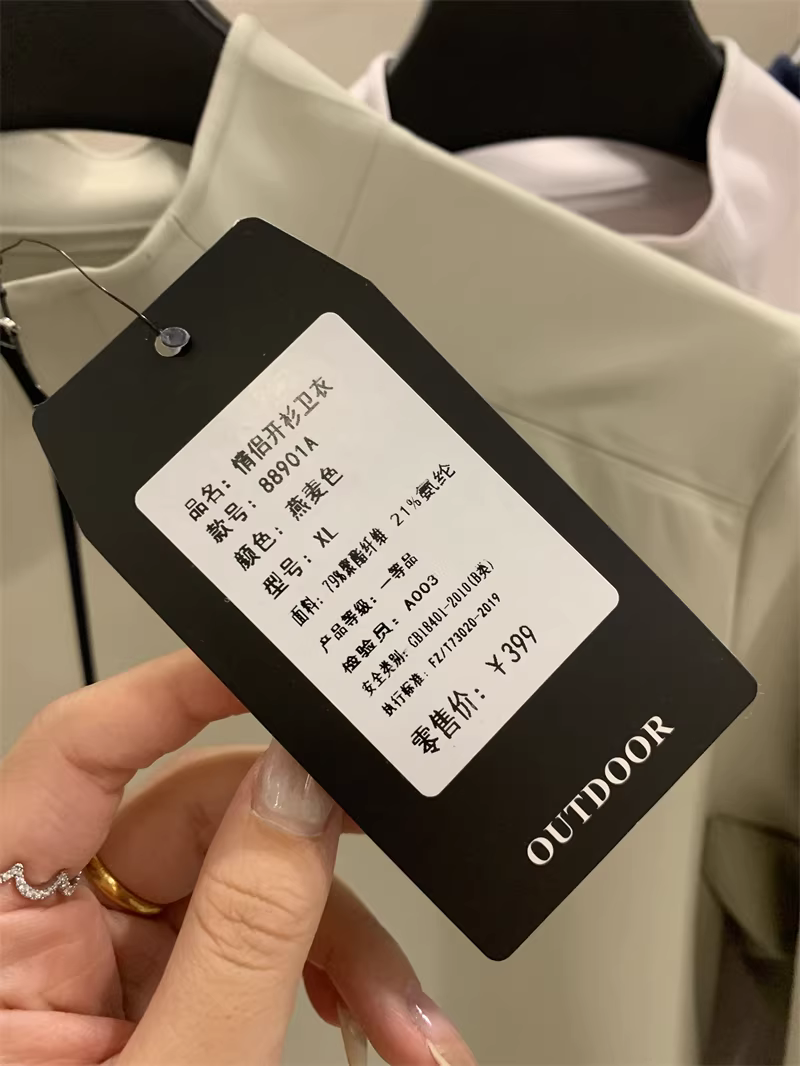 品名：情侣开衫卫衣
款号：88901A
颜色：燕麦色
型号：XL
面料：79%聚酯纤维 21%氨纶
产品等级：一等品
检验员：A003
安全类别：GB18401-2010(B类)
执行标准：FZ/T73020-2019
零售价：￥399
OUTDOOR